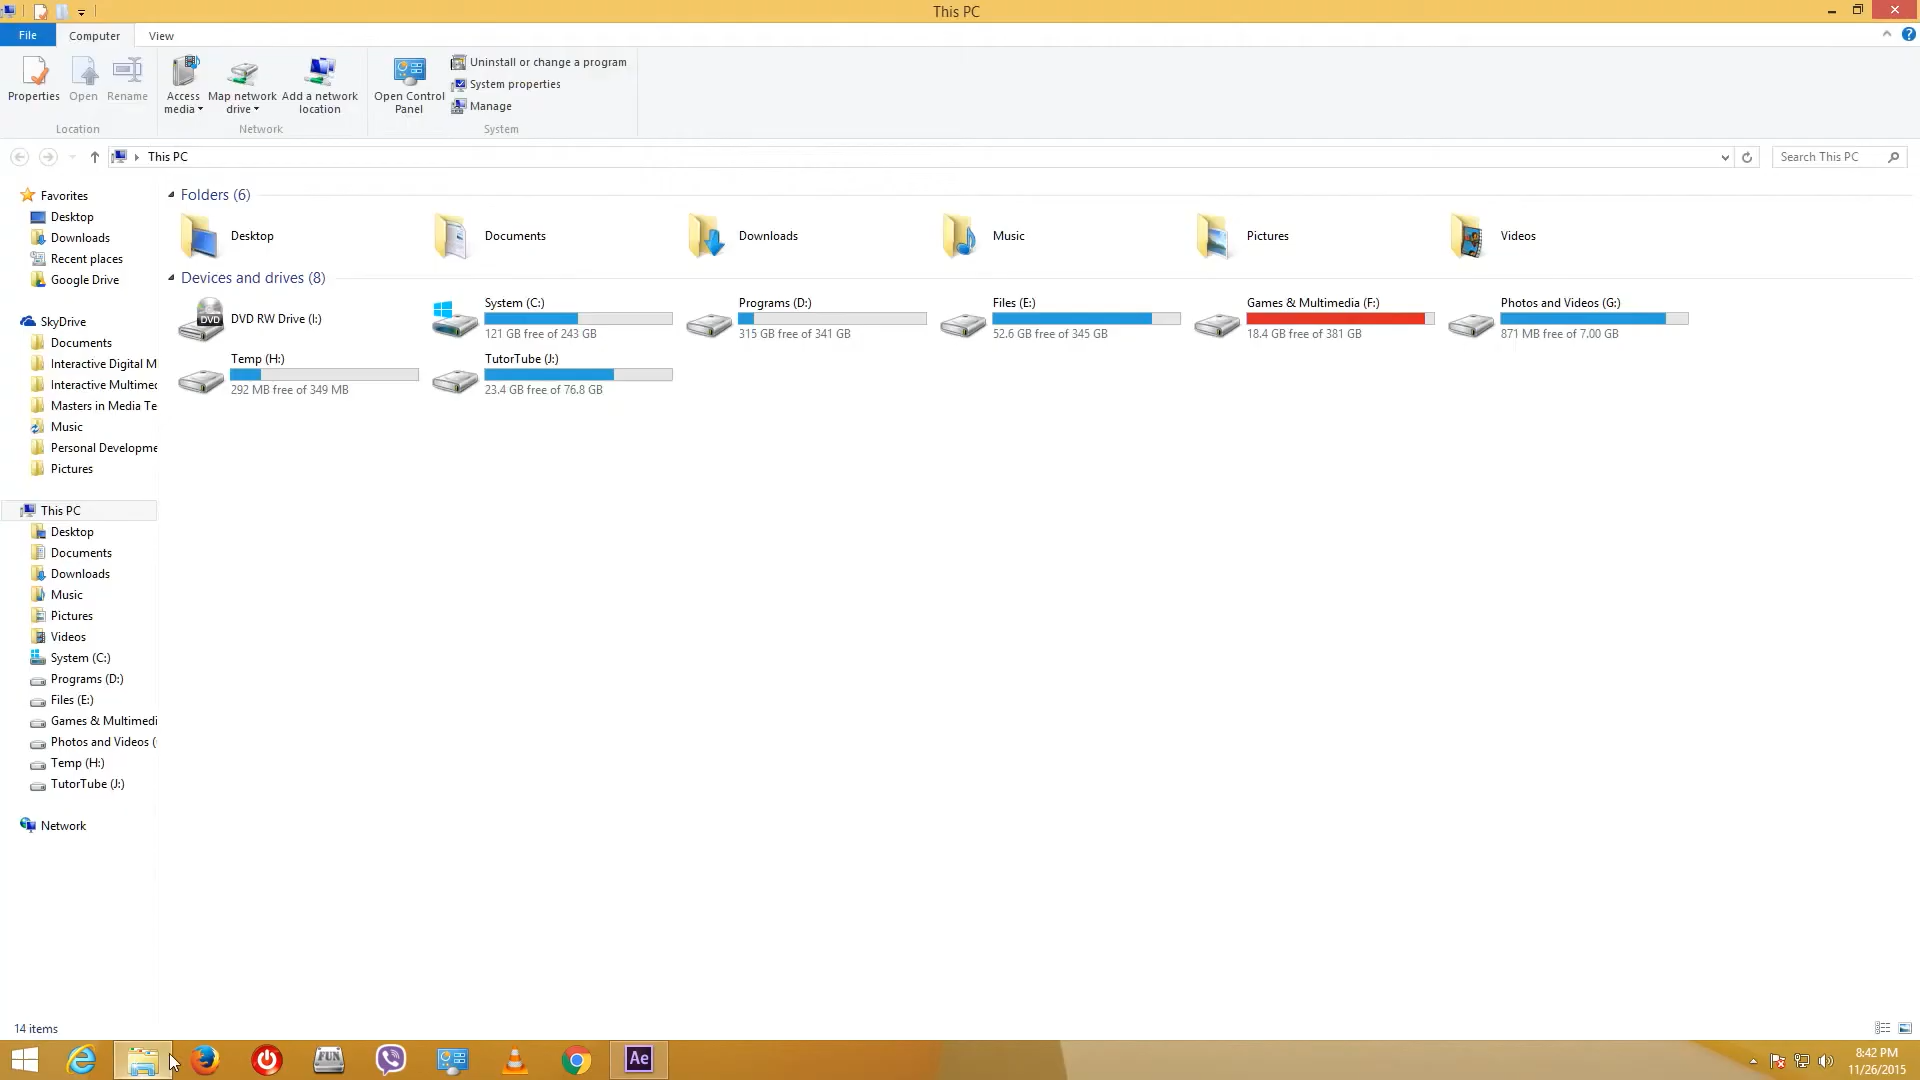 This PC
File
Computer
View
Properties
Open
Rename
Access media
Map network drive
Add a network location
Open Control Panel
Uninstall or change a program
System properties
Manage
Location
Network
System
This PC
Search This PC
Favorites
Desktop
Downloads
Recent places
Google Drive
SkyDrive
Documents
Interactive Digital M
Interactive Multimed
Masters in Media Te
Music
Personal Developme
Pictures
This PC
Desktop
Documents
Downloads
Music
Pictures
Videos
System (C:)
Programs (D:)
Files (E:)
Games & Multimedi
Photos and Videos (
Temp (H:)
TutorTube (J:)
Network
Folders (6)
Desktop
Documents
Downloads
Music
Pictures
Videos
Devices and drives (8)
DVD
DVD RW Drive (I:)
System (C:)
121 GB free of 243 GB
Programs (D:)
315 GB free of 341 GB
Files (E:)
52.6 GB free of 345 GB
Games & Multimedia (F:)
18.4 GB free of 381 GB
Photos and Videos (G:)
871 MB free of 7.00 GB
Temp (H:)
292 MB free of 349 MB
TutorTube (J:)
23.4 GB free of 76.8 GB
14 items
FUN
Ae
8:42 PM
11/26/2015